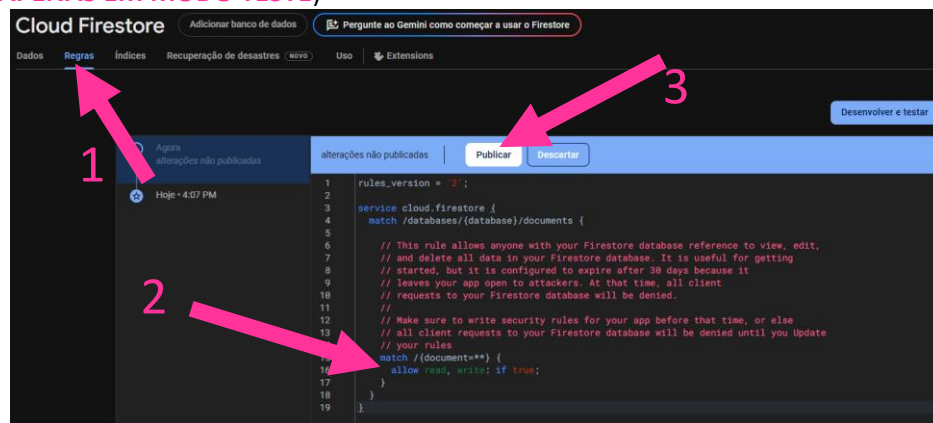 APENAS EM MODO TESTE)
Cloud Firestore Adicionar banco de dados Pergunte ao Gemini como começar a usar o Firestore
Dados Regras Índices Recuperação de desastres NOVO Uso Extensions
3
Desenvolver e testar
1
Agora
alterações não publicadas
alterações não publicadas Publicar Descartar
Hoje • 4:07 PM
1 rules_version = '2';
2
3 service cloud.firestore {
4 match /databases/{database}/documents {
5
6 // This rule allows anyone with your Firestore database reference to view, edit,
7 // and delete all data in your Firestore database. It is useful for getting
8 // started, but it is configured to expire after 30 days because it
9 // leaves your app open to attackers. At that time, all client
10 // requests to your Firestore database will be denied.
11 //
12 // Make sure to write security rules for your app before that time, or else
13 // all client requests to your Firestore database will be denied until you Update
// your rules
2
15 match /{document=**} {
16 allow read, write: if true;
17 }
18 }
19 }